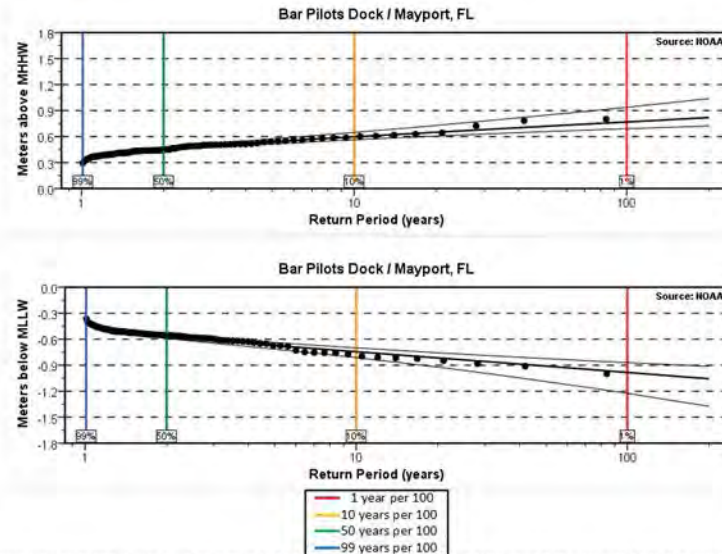 Bar Pilots Dock / Mayport, FL
Source: NOAA
Meters above MHHW
1.8
1.5
1.2
0.9
0.6
0.3
0.0
99%
50%
10%
1%
1
10
100
Return Period (years)
Bar Pilots Dock / Mayport, FL
Source: NOAA
Meters below MLLW
0.0
-0.3
-0.6
-0.9
-1.2
-1.5
-1.8
99%
50%
10%
1%
1
10
100
Return Period (years)
1 year per 100
10 years per 100
50 years per 100
99 years per 100